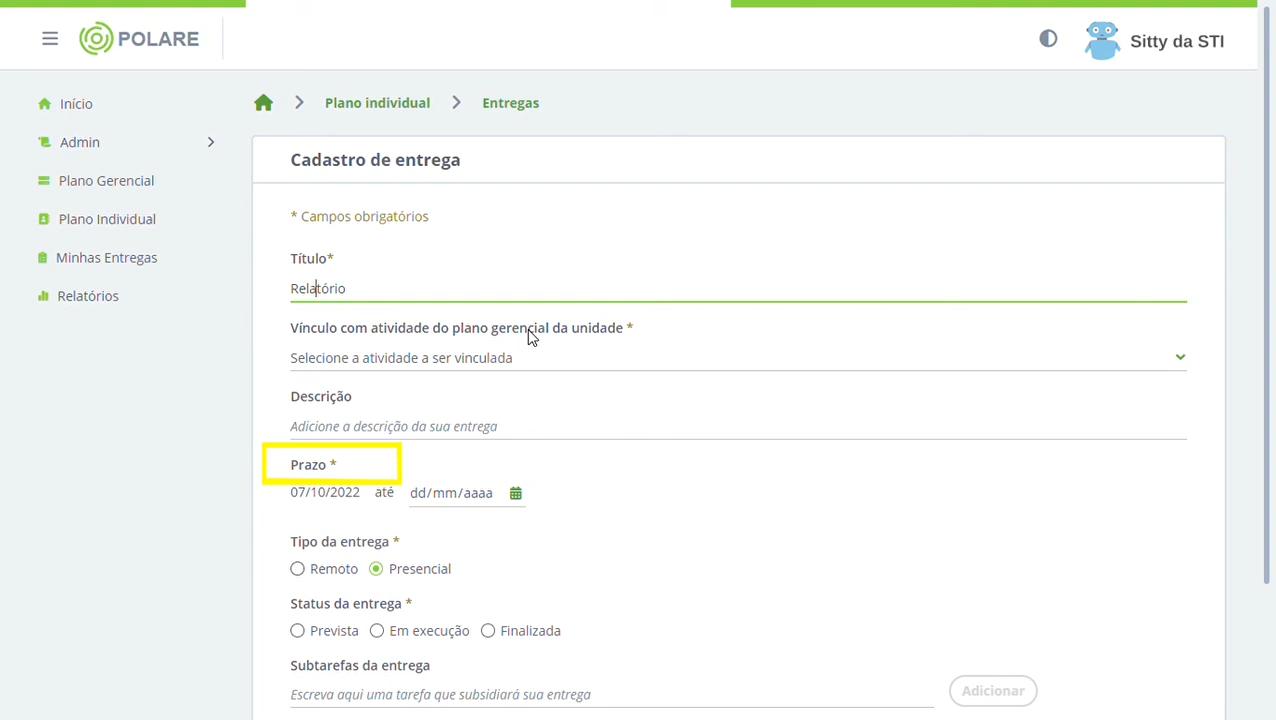 POLARE
Sitty da STI
Início
Admin
Plano Gerencial
Plano Individual
Minhas Entregas
Relatórios
Plano individual
Entregas
Cadastro de entrega
* Campos obrigatórios
Título*
Relatório
Vínculo com atividade do plano gerencial da unidade *
Selecione a atividade a ser vinculada
Descrição
Adicione a descrição da sua entrega
Prazo *
07/10/2022 até dd/mm/aaaa
Tipo da entrega *
Remoto Presencial
Status da entrega *
Prevista Em execução Finalizada
Subtarefas da entrega
Escreva aqui uma tarefa que subsidiará sua entrega
Adicionar